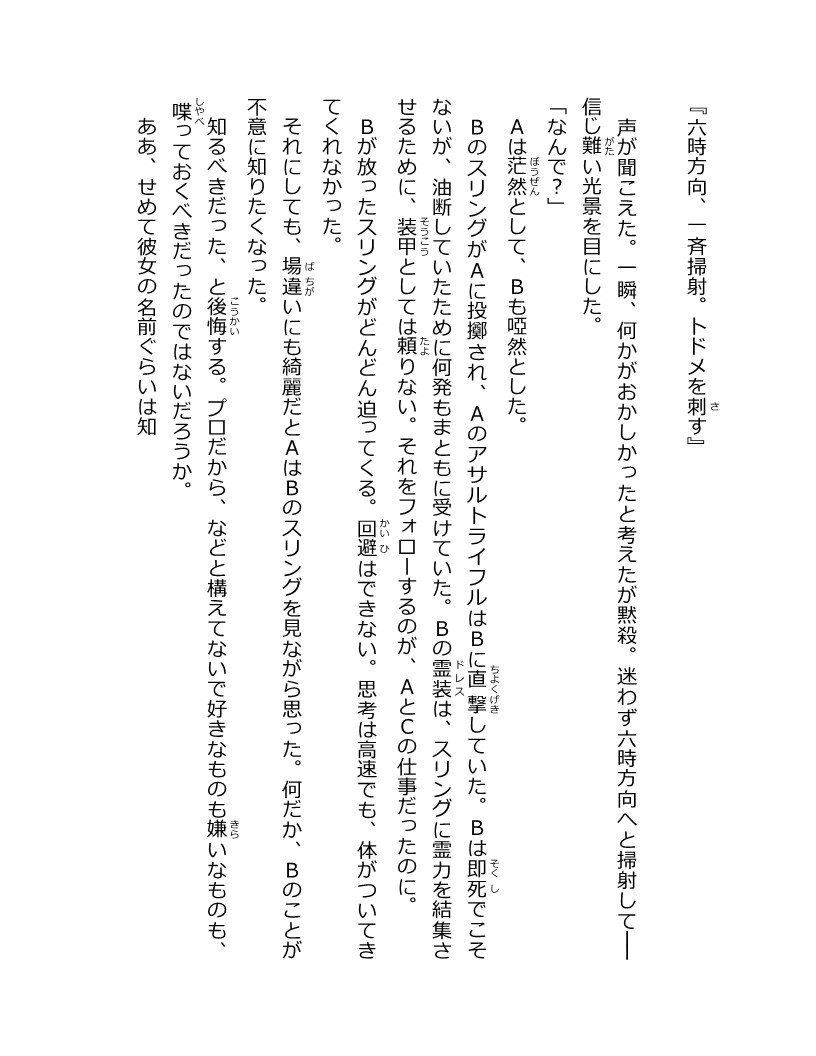 『六時方向、一斉掃射。トドメを刺す』
声が聞こえた。一瞬、何かがおかしかったと考えたが黙殺。迷わず六時方向へと掃射して――
信じ難い光景を目にした。
「なんで？」
Ａは茫然として、Ｂも啞然とした。
ＢのスリングがＡに投擲され、ＡのアサルトライフルはＢに直撃していた。Ｂは即死でこそ
ないが、油断していたために何発もまともに受けていた。Ｂの霊装は、スリングに霊力を結集さ
せるために、装甲としては頼りない。それをフォローするのが、ＡとＣの仕事だったのに。
Ｂが放ったスリングがどんどん迫ってくる。回避はできない。思考は高速でも、体がついてき
てくれなかった。
それにしても、場違いにも綺麗だとＡはＢのスリングを見ながら思った。何だか、Ｂのことが
不意に知りたくなった。
知るべきだった、と後悔する。プロだから、などと構えてないで好きなものも嫌いなものも、
喋っておくべきだったのではないだろうか。
ああ、せめて彼女の名前ぐらいは知